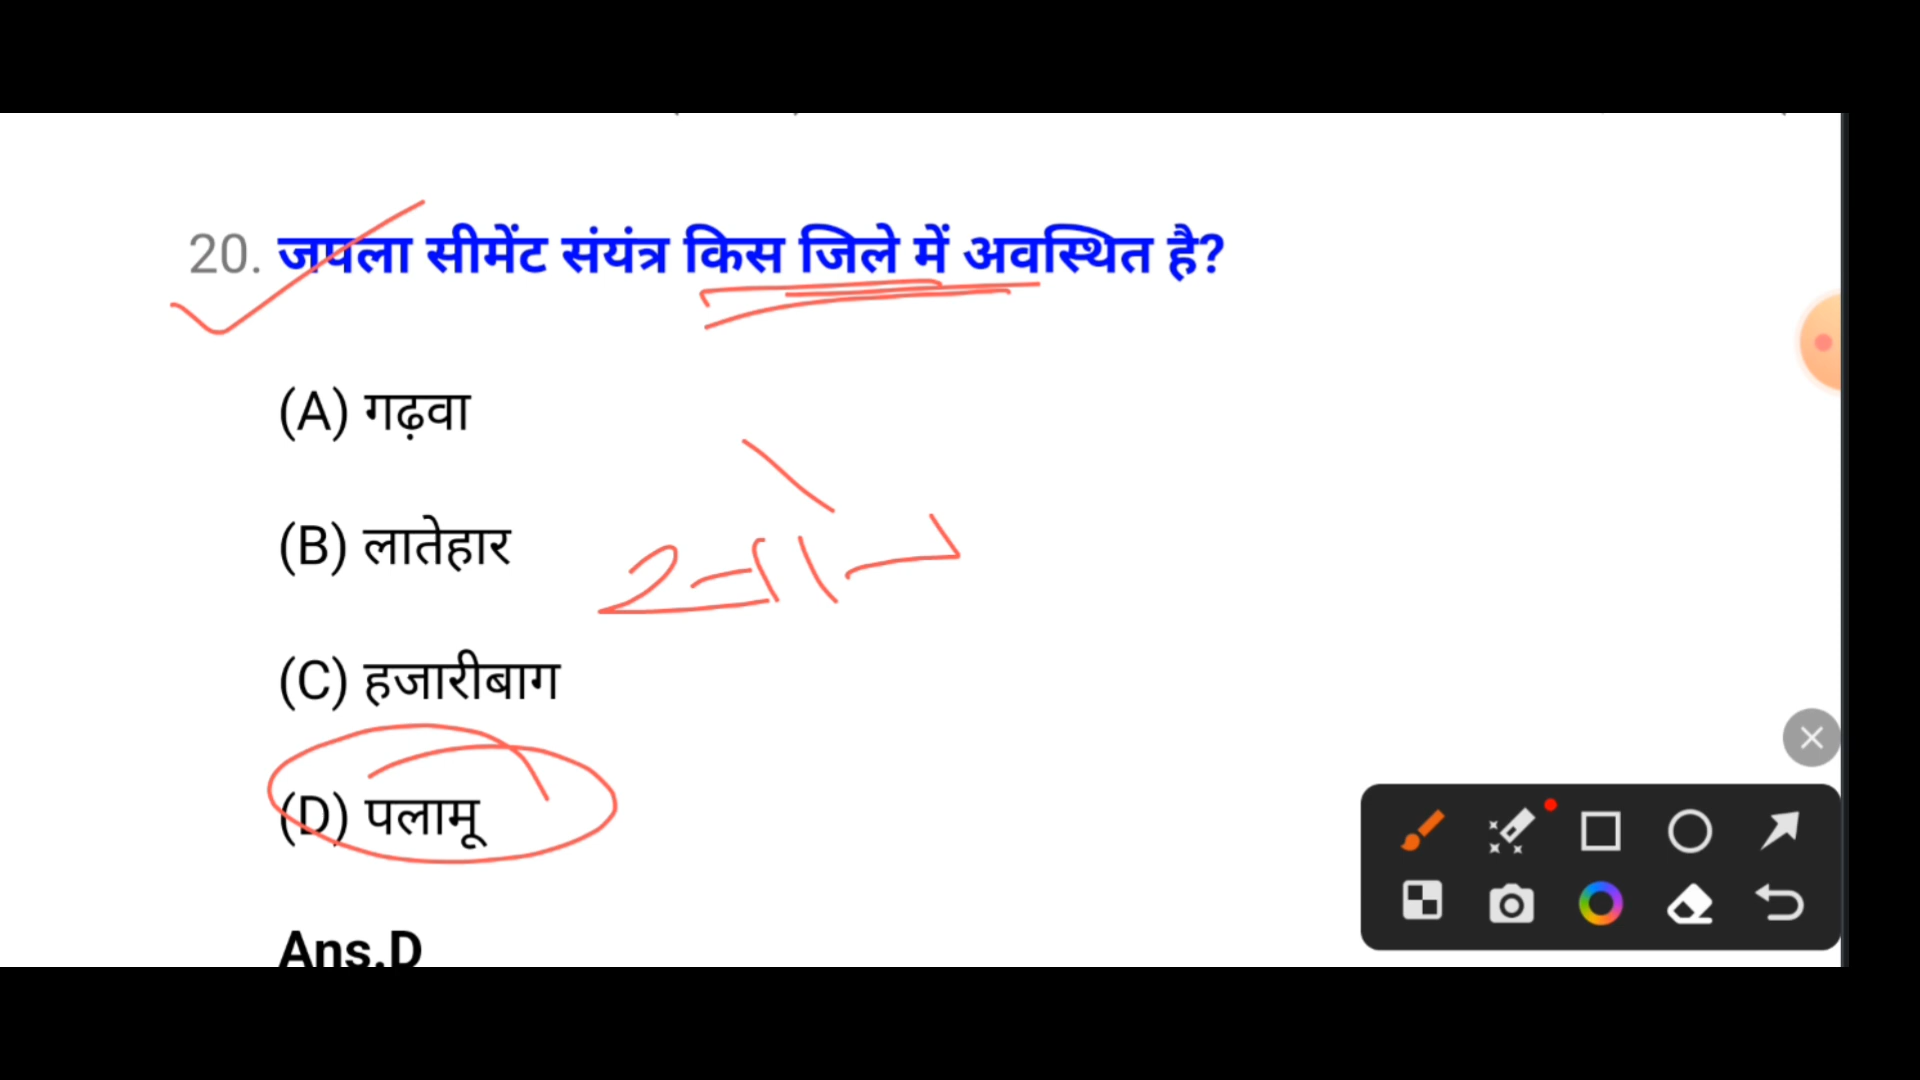 20. जपला सीमेंट संयंत्र किस जिले में अवस्थित है?
(A) गढ़वा
(B) लातेहार
(C) हजारीबाग
(D) पलामू
Ans.D